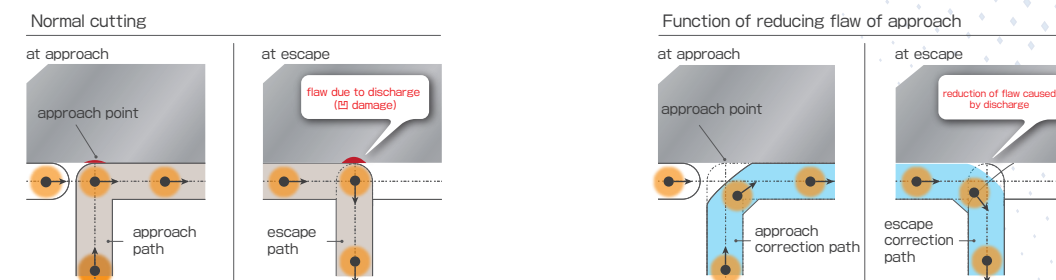 Normal cutting
at approach
approach point
approach
path
at escape
flaw due to discharge
(凹 damage)
escape
path
Function of reducing flaw of approach
at approach
approach point
approach
correction path
at escape
reduction of flaw caused
by discharge
escape
correction
path